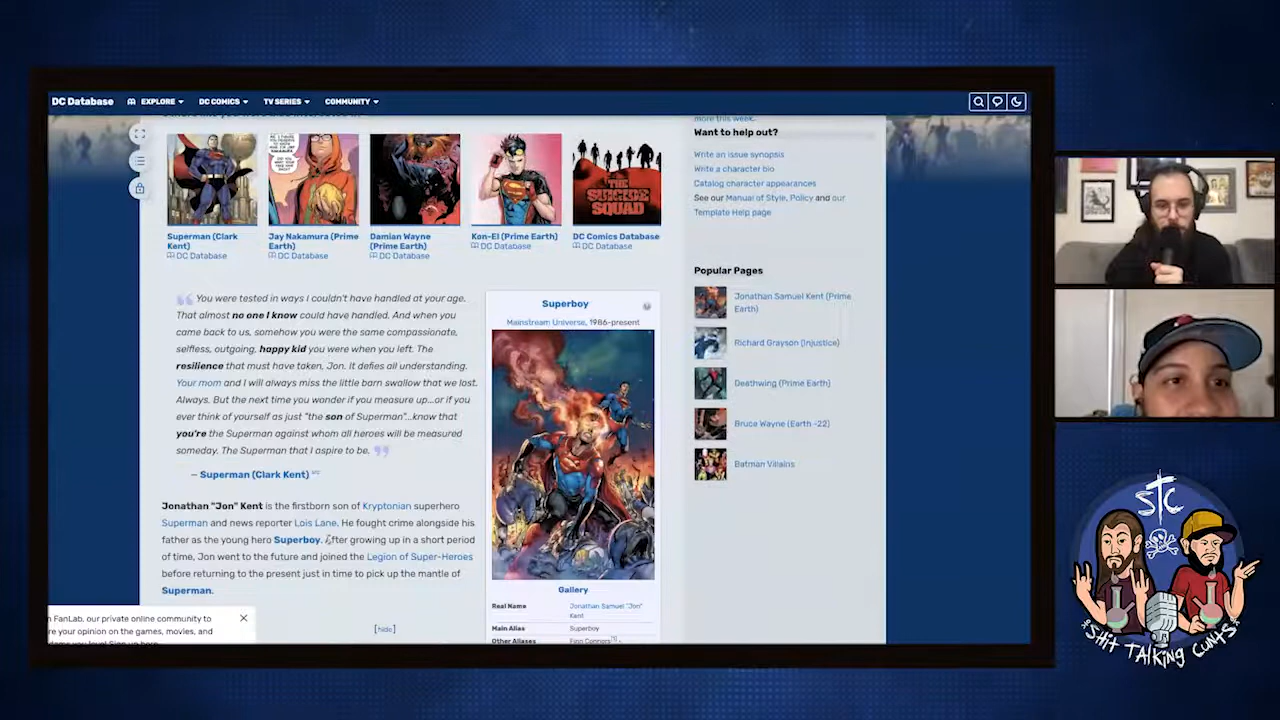 DC Database
EXPLORE
DC COMICS
TV SERIES
COMMUNITY
more this week.
Want to help out?
Write an issue synopsis
Write a character bio
Catalog character appearances
See our Manual of Style, Policy and our
Template Help page
THE
SUICIDE
SQUAD
Superman (Clark
Kent)
DC Database
Jay Nakamura (Prime
Earth)
DC Database
Damian Wayne
(Prime Earth)
DC Database
Kon-El (Prime Earth)
DC Database
DC Comics Database
DC Database
You were tested in ways I couldn't have handled at your age.
That almost no one I know could have handled. And when you
came back to us, somehow you were the same compassionate,
selfless, outgoing, happy kid you were when you left. The
resilience that must have taken, Jon. It defies all understanding.
Your mom and I will always miss the little barn swallow that we lost.
Always. But the next time you wonder if you measure up...or if you
ever think of yourself as just "the son of Superman"...know that
you're the Superman against whom all heroes will be measured
someday. The Superman that I aspire to be.
— Superman (Clark Kent) src
Jonathan "Jon" Kent is the firstborn son of Kryptonian superhero
Superman and news reporter Lois Lane. He fought crime alongside his
father as the young hero Superboy. After growing up in a short period
of time, Jon went to the future and joined the Legion of Super-Heroes
before returning to the present just in time to pick up the mantle of
Superman.
[hide]
Superboy
Mainstream Universe, 1986-present
Gallery
Real Name
Jonathan Samuel "Jon"
Kent
Main Alias
Superboy
Other Aliases
Finn Connors[1],
Popular Pages
Jonathan Samuel Kent (Prime
Earth)
Richard Grayson (Injustice)
Deathwing (Prime Earth)
Bruce Wayne (Earth -22)
Batman Villains
n FanLab, our private online community to
re your opinion on the games, movies, and
STC
SHIT TALKING CUNTS